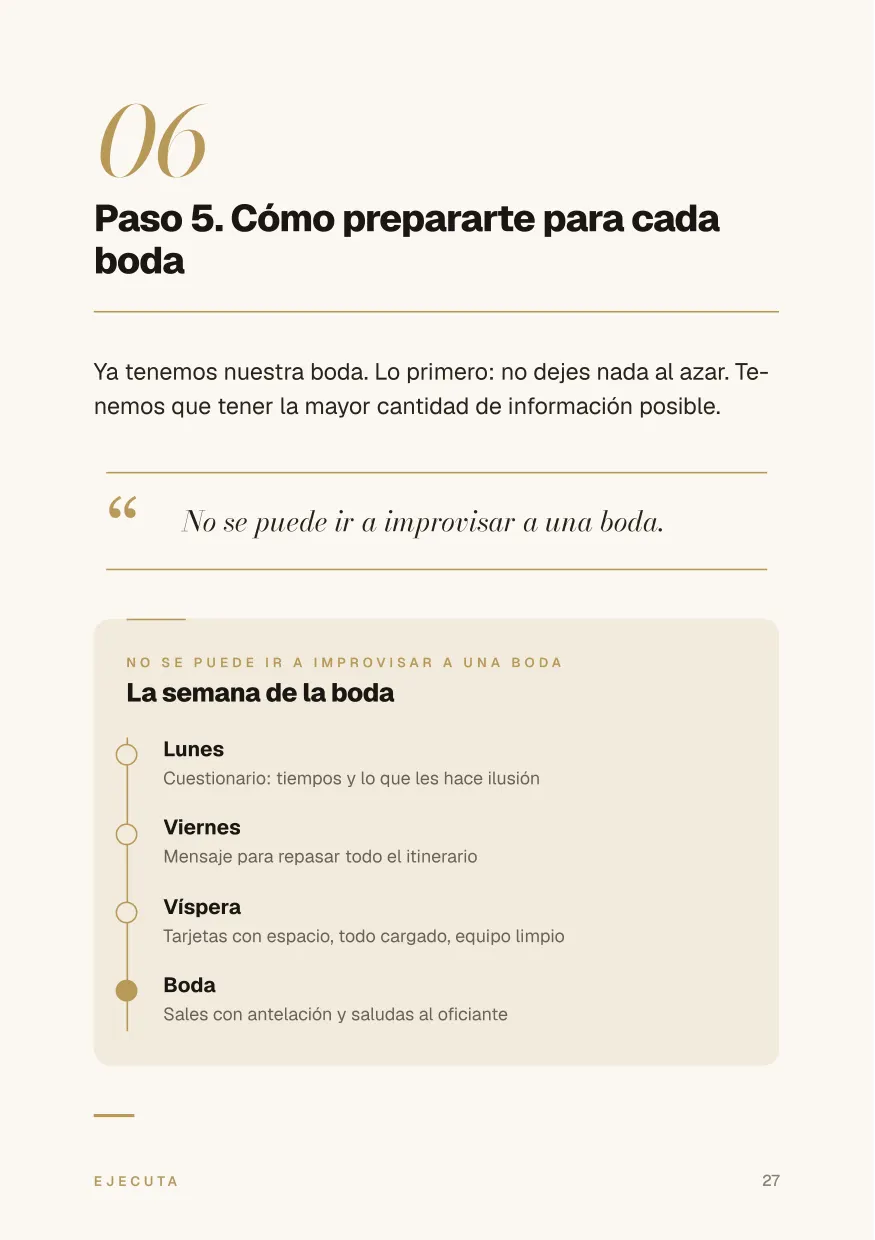 06
Paso 5. Cómo prepararte para cada
boda
Ya tenemos nuestra boda. Lo primero: no dejes nada al azar. Te-
nemos que tener la mayor cantidad de información posible.
“ No se puede ir a improvisar a una boda.
NO SE PUEDE IR A IMPROVISAR A UNA BODA
La semana de la boda
Lunes
Cuestionario: tiempos y lo que les hace ilusión
Viernes
Mensaje para repasar todo el itinerario
Víspera
Tarjetas con espacio, todo cargado, equipo limpio
Boda
Sales con antelación y saludas al oficiante
EJECUTA
27